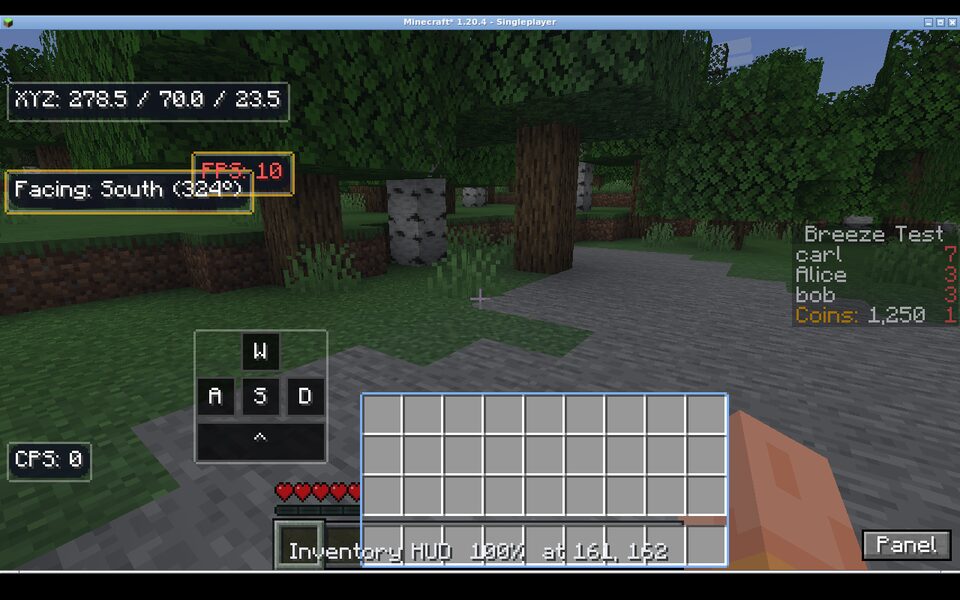 Minecraft* 1.20.4 - Singleplayer
XYZ: 278.5 / 70.0 / 23.5
FPS: 10
Facing: South (324º)
Breeze Test
carl 7
Alice 3
bob 3
Coins: 1,250 1
W
A S D
^
CPS: 0
Inventory HUD 100% at 161, 162
Panel